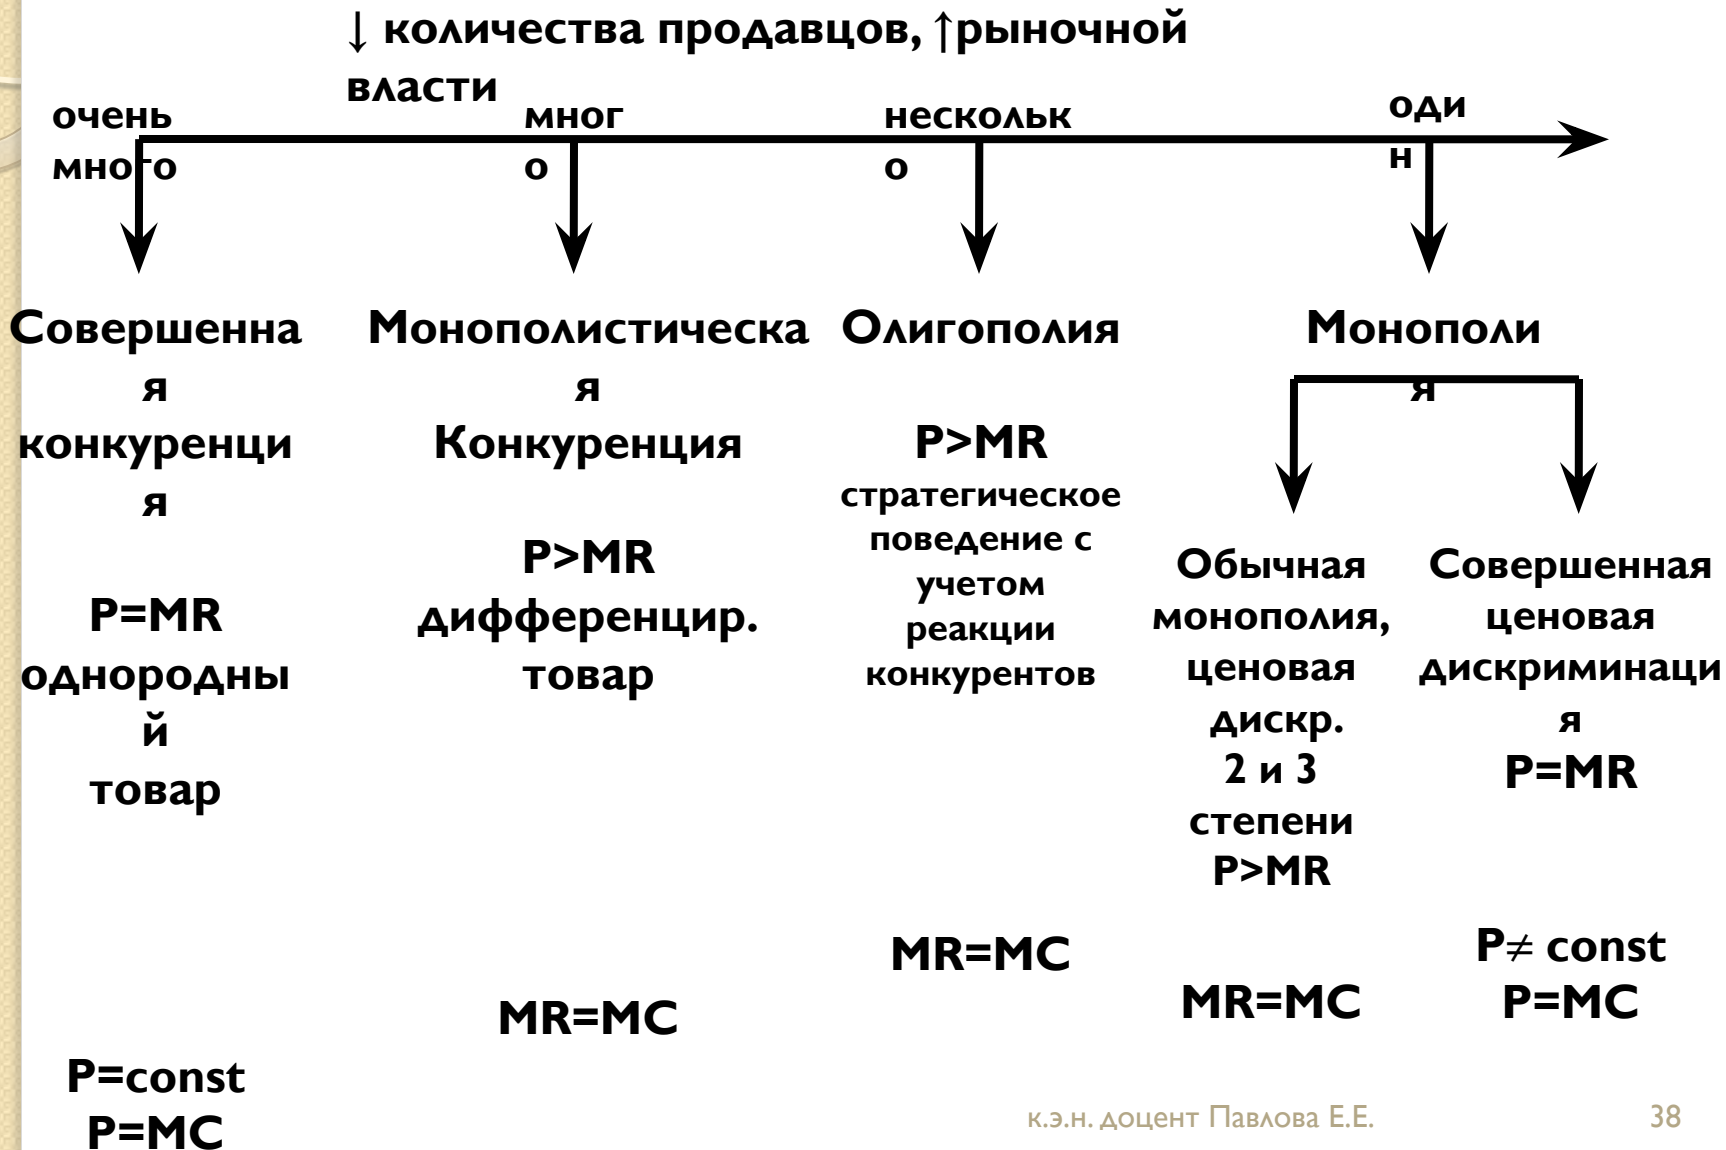 ↓ количества продавцов, ↑рыночной
власти
очень
много
мног
о
нескольк
о
оди
н
Совершенна
я
конкуренци
я
P=MR
однородны
й
товар
P=const
P=MC
Монополистическа
я
Конкуренция
P>MR
дифференцир.
товар
MR=MC
Олигополия
P>MR
стратегическое
поведение с
учетом
реакции
конкурентов
MR=MC
Монополи
я
Обычная
монополия,
ценовая
дискр.
2 и 3
степени
P>MR
MR=MC
Совершенная
ценовая
дискриминаци
я
P=MR
P≠ const
P=MC
к.э.н. доцент Павлова Е.Е.
38